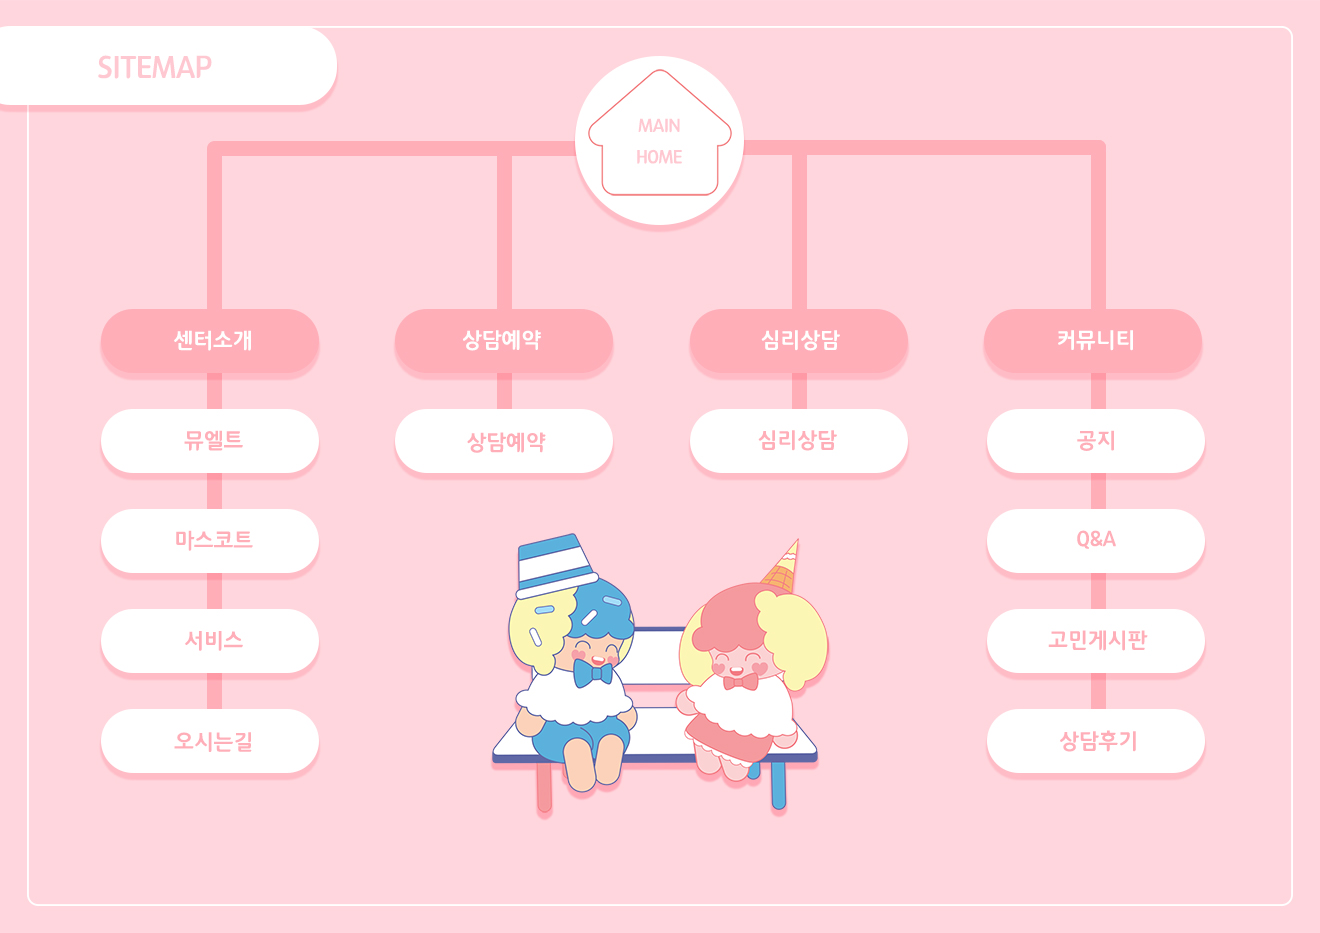 SITEMAP
MAIN
HOME
센터소개
뮤엘트
마스코트
서비스
오시는길
상담예약
상담예약
심리상담
심리상담
커뮤니티
공지
Q&A
고민게시판
상담후기